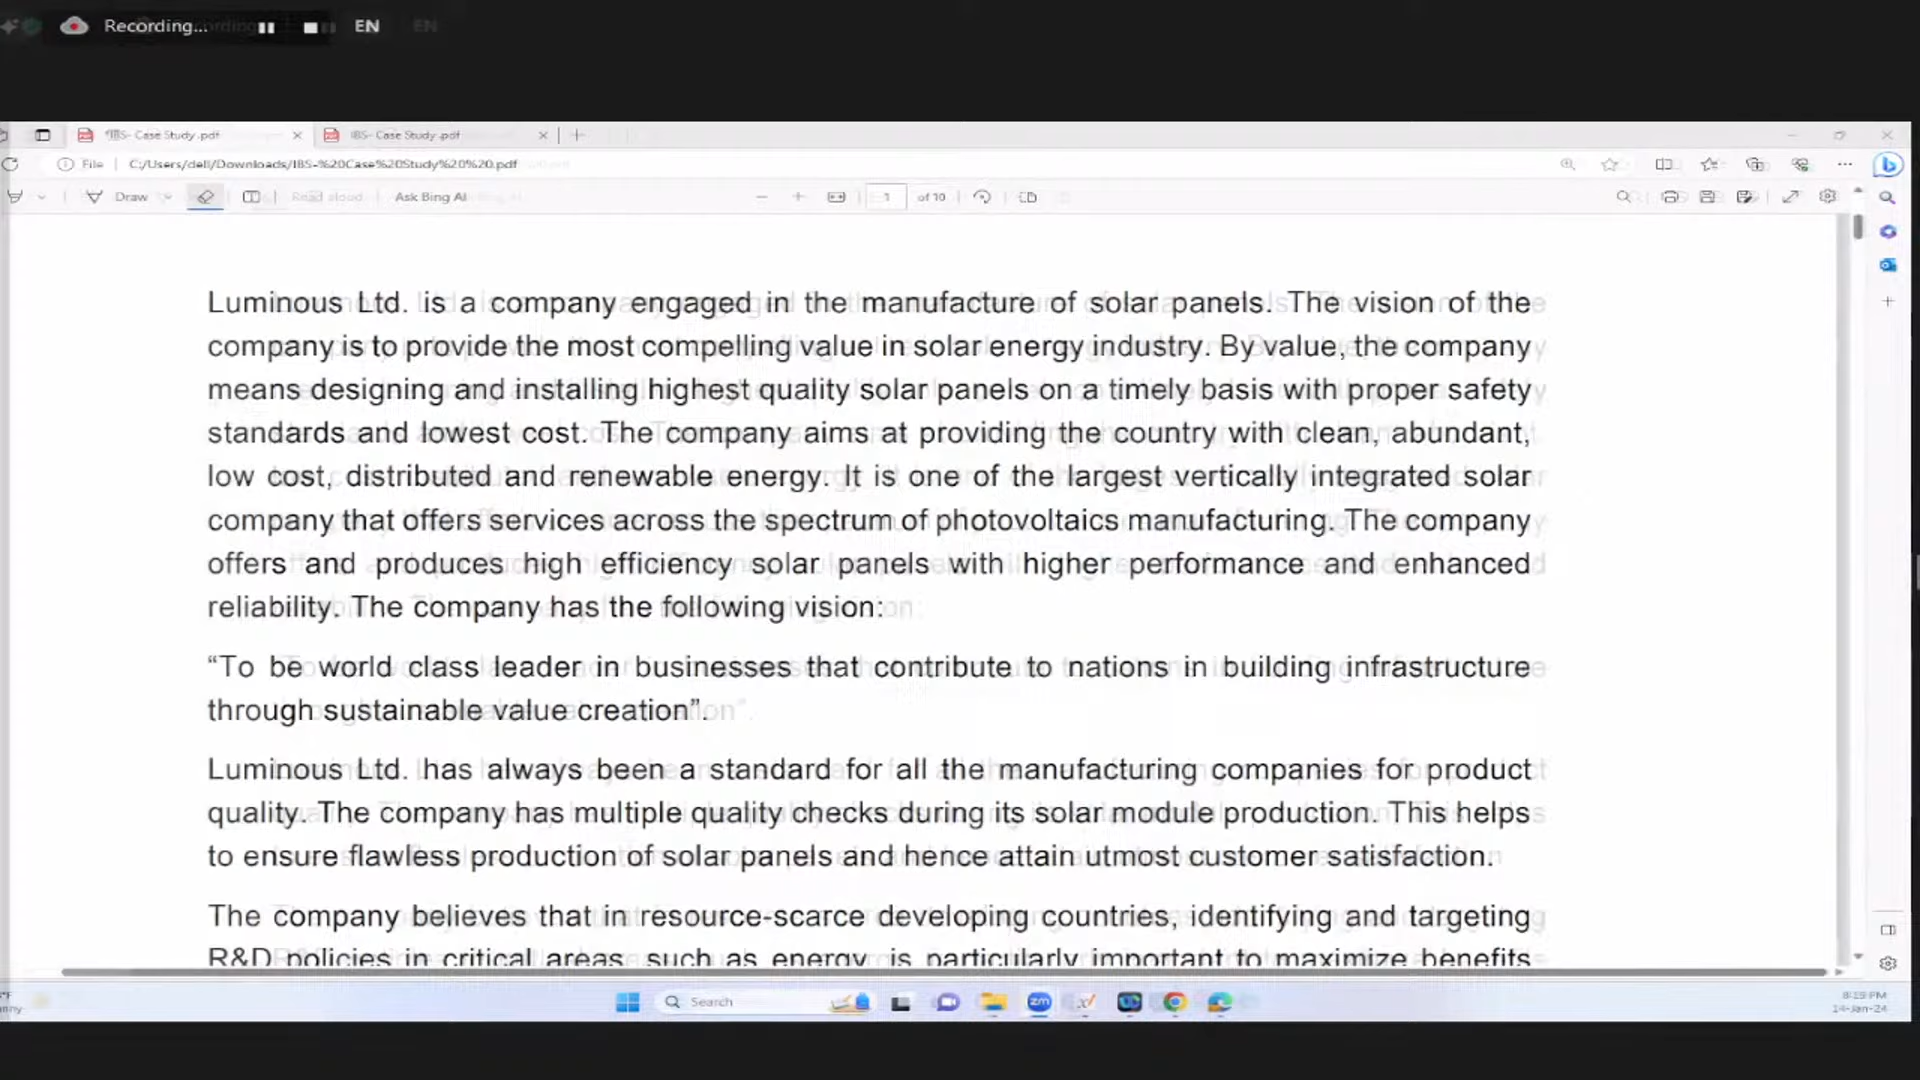 Recording...
EN
IBS- Case Study .pdf
IBS- Case Study .pdf
File
C:/Users/dell/Downloads/IBS-%20Case%20Study%20%20.pdf
Draw
Read aloud
Ask Bing AI
1
of 10
Luminous Ltd. is a company engaged in the manufacture of solar panels. The vision of the
company is to provide the most compelling value in solar energy industry. By value, the company
means designing and installing highest quality solar panels on a timely basis with proper safety
standards and lowest cost. The company aims at providing the country with clean, abundant,
low cost, distributed and renewable energy. It is one of the largest vertically integrated solar
company that offers services across the spectrum of photovoltaics manufacturing. The company
offers and produces high efficiency solar panels with higher performance and enhanced
reliability. The company has the following vision:
“To be world class leader in businesses that contribute to nations in building infrastructure
through sustainable value creation”.
Luminous Ltd. has always been a standard for all the manufacturing companies for product
quality. The company has multiple quality checks during its solar module production. This helps
to ensure flawless production of solar panels and hence attain utmost customer satisfaction.
The company believes that in resource-scarce developing countries, identifying and targeting
R&D policies in critical areas, such as energy, is particularly important to maximize benefits
Search
zm
8:29 PM
14-Jan-24